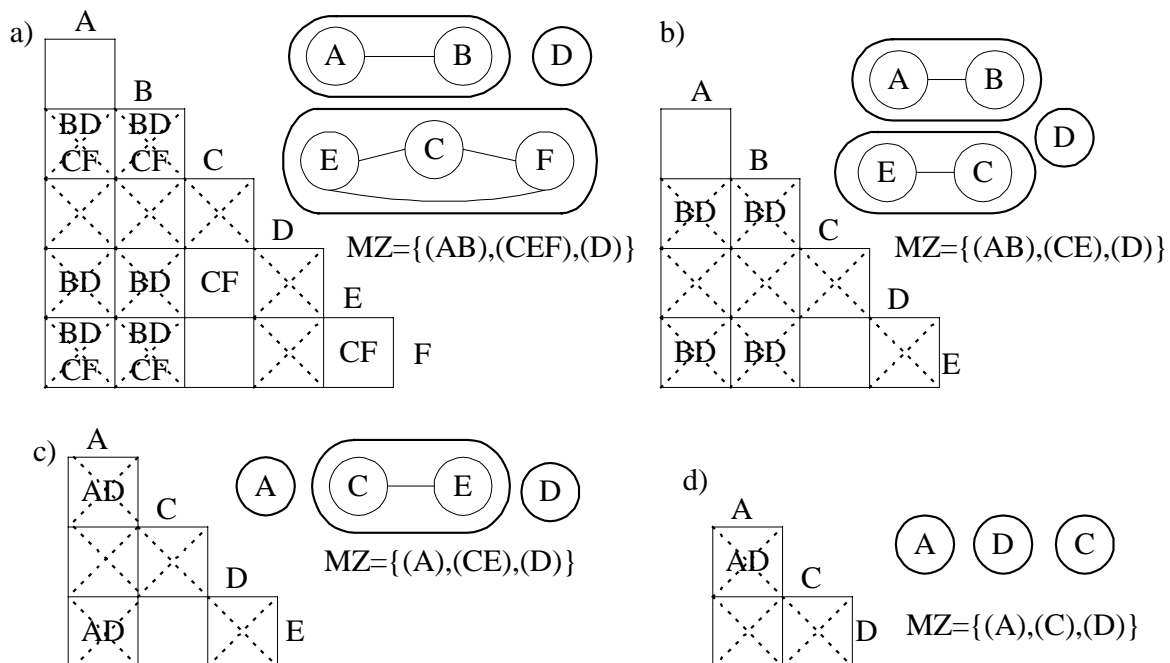 a)
A
A B D
B
BD BD
CF CF
C
E C F
D
MZ={(AB),(CEF),(D)}
BD BD CF
E
BD BD
CF CF
CF
F
b)
A B
A
D
B
E C
BD BD
C
MZ={(AB),(CE),(D)}
D
BD BD
E
c)
A
AD
A C E D
C
MZ={(A),(CE),(D)}
D
AD
E
d)
A
A D C
AD
C
D
MZ={(A),(C),(D)}